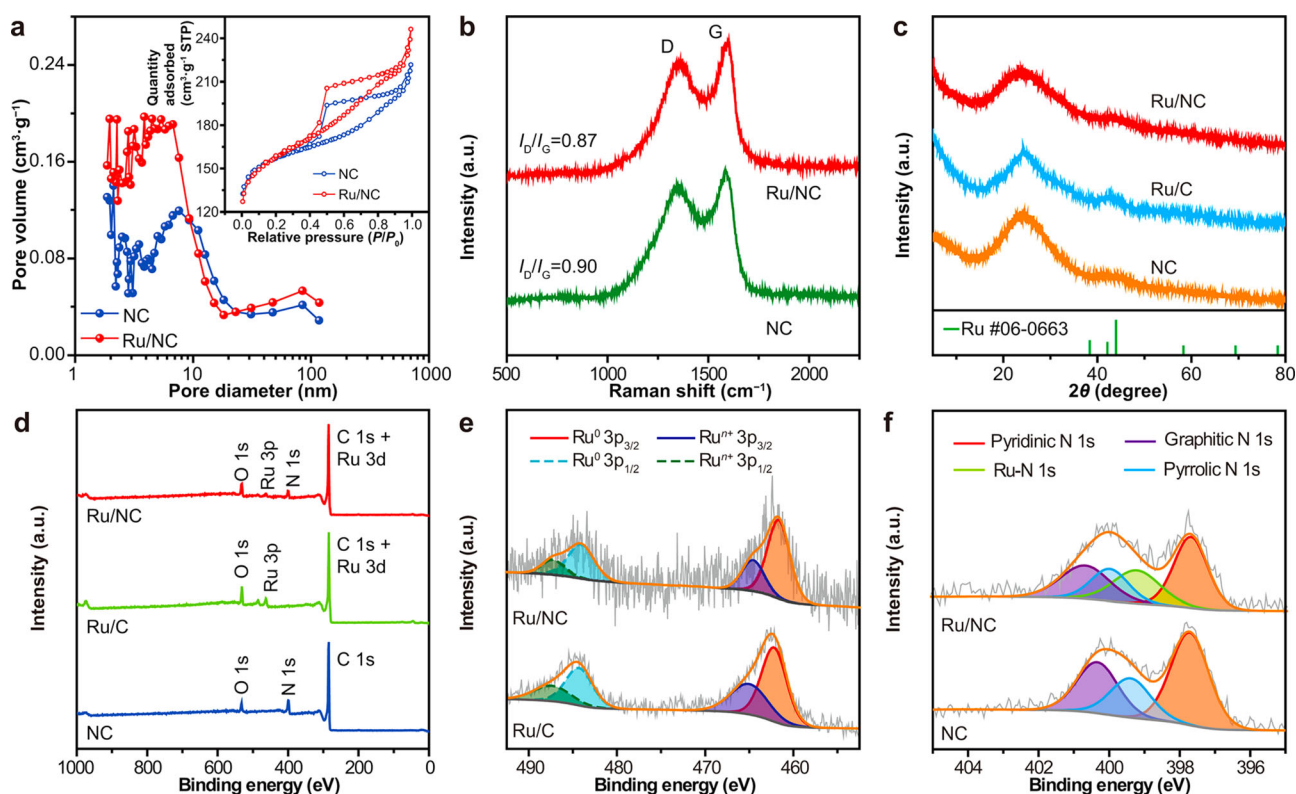 a
Pore volume (cm³·g⁻¹)
0.24
0.16
0.08
0.00
Quantity
adsorbed
(cm³·g⁻¹ STP)
240
210
180
150
120
0.0 0.2 0.4 0.6 0.8 1.0
Relative pressure (P/P₀)
NC
Ru/NC
NC
Ru/NC
1 10 100 1000
Pore diameter (nm)
b
Intensity (a.u.)
D
G
I_D/I_G=0.87
Ru/NC
I_D/I_G=0.90
NC
500 1000 1500 2000
Raman shift (cm⁻¹)
c
Intensity (a.u.)
Ru/NC
Ru/C
NC
Ru #06-0663
20 40 60 80
2θ (degree)
d
Intensity (a.u.)
O 1s
Ru 3p
N 1s
C 1s +
Ru 3d
Ru/NC
O 1s
Ru 3p
C 1s +
Ru 3d
Ru/C
O 1s
N 1s
C 1s
NC
1000 800 600 400 200 0
Binding energy (eV)
e
Intensity (a.u.)
Ru⁰ 3p₃/₂ Ruⁿ⁺ 3p₃/₂
Ru⁰ 3p₁/₂ Ruⁿ⁺ 3p₁/₂
Ru/NC
Ru/C
490 480 470 460
Binding energy (eV)
f
Intensity (a.u.)
Pyridinic N 1s Graphitic N 1s
Ru-N 1s Pyrrolic N 1s
Ru/NC
NC
404 400 396
Binding energy (eV)